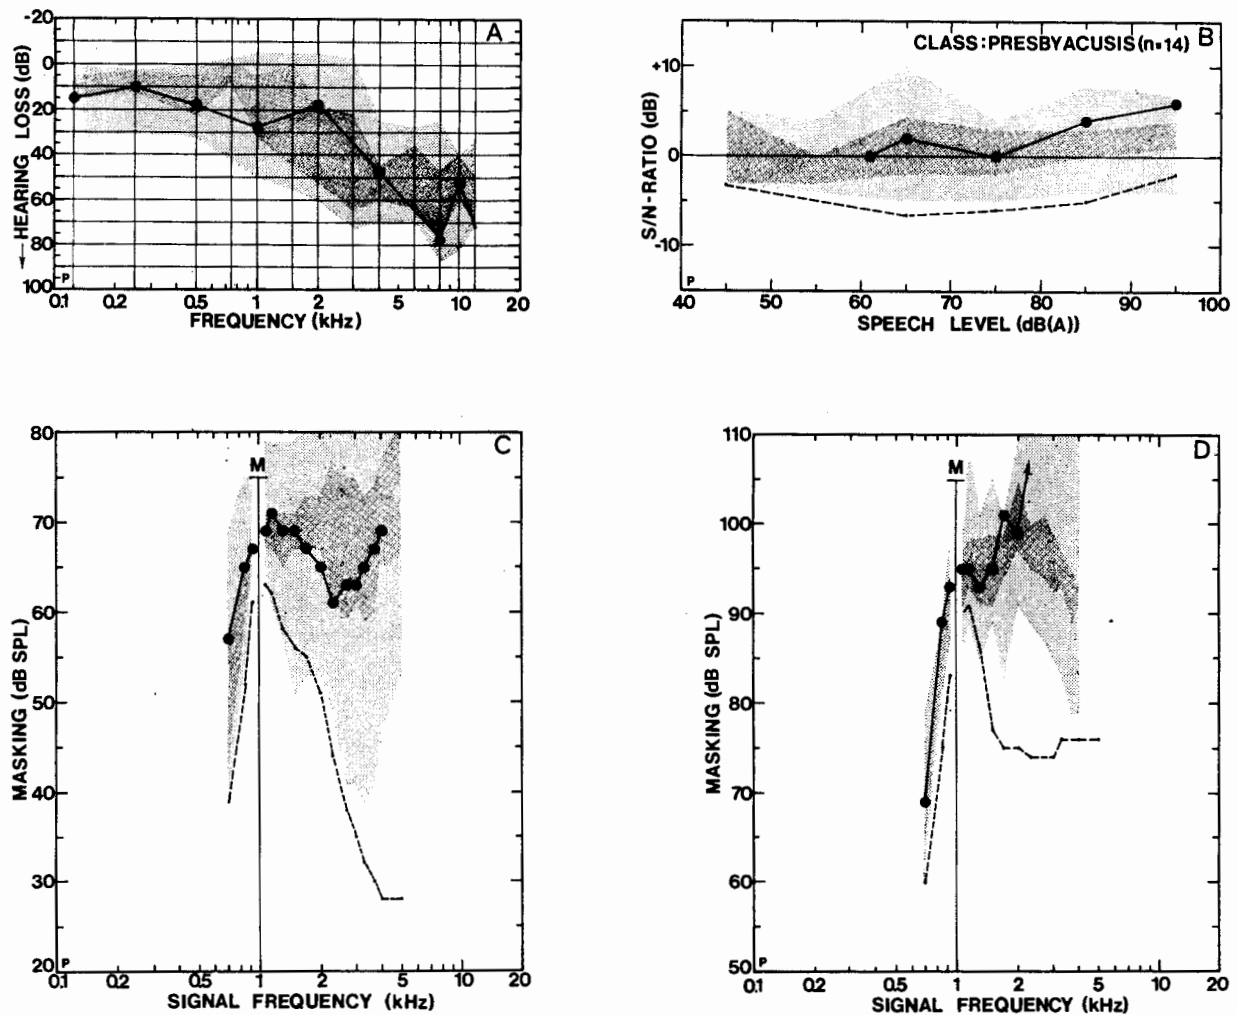 A
-20
0
20
40
60
80
100
← HEARING LOSS (dB)
P
0.1 0.2 0.5 1 2 5 10 20
FREQUENCY (kHz)
CLASS: PRESBYACUSIS (n=14) B
+10
0
-10
S/N-RATIO (dB)
P
40 50 60 70 80 90 100
SPEECH LEVEL (dB(A))
C
M
80
70
60
50
40
30
20
MASKING (dB SPL)
P
0.1 0.2 0.5 1 2 5 10 20
SIGNAL FREQUENCY (kHz)
D
M
110
100
90
80
70
60
50
MASKING (dB SPL)
P
0.1 0.2 0.5 1 2 5 10 20
SIGNAL FREQUENCY (kHz)